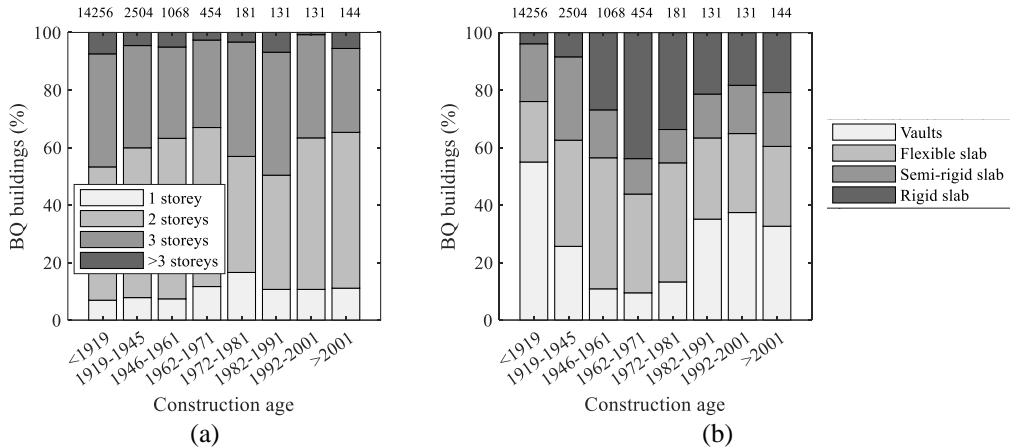 14256 2504 1068 454 181 131 131 144
100
80
60
40
20
0
BQ buildings (%)
1 storey
2 storeys
3 storeys
>3 storeys
<1919
1919-1945
1946-1961
1962-1971
1972-1981
1982-1991
1992-2001
>2001
Construction age
(a)
14256 2504 1068 454 181 131 131 144
100
80
60
40
20
0
BQ buildings (%)
<1919
1919-1945
1946-1961
1962-1971
1972-1981
1982-1991
1992-2001
>2001
Construction age
(b)
Vaults
Flexible slab
Semi-rigid slab
Rigid slab